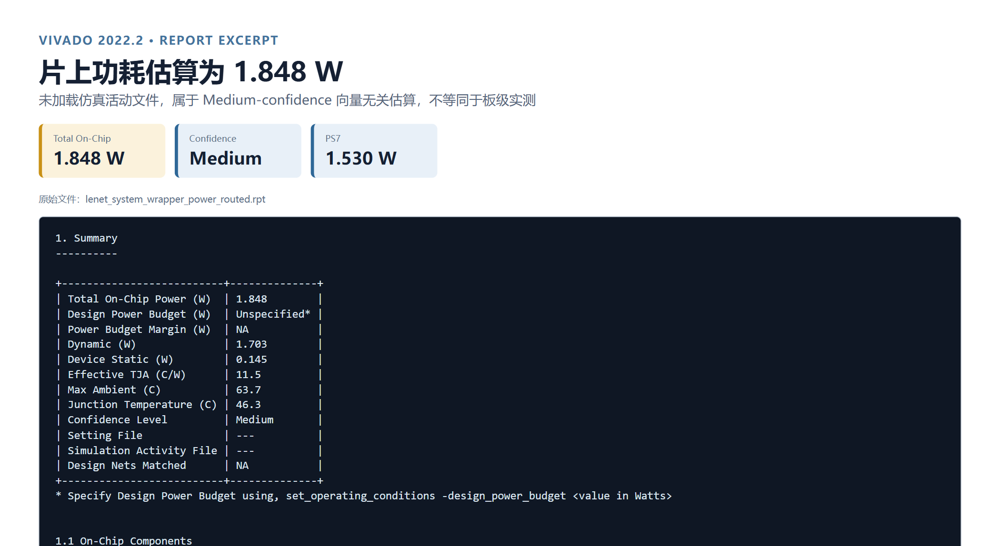 VIVADO 2022.2 • REPORT EXCERPT
片上功耗估算为 1.848 W
未加载仿真活动文件，属于 Medium-confidence 向量无关估算，不等同于板级实测
Total On-Chip
1.848 W
Confidence
Medium
PS7
1.530 W
原始文件：lenet_system_wrapper_power_routed.rpt
1. Summary
----------
+--------------------------+--------------+
| Total On-Chip Power (W)  | 1.848        |
| Design Power Budget (W)  | Unspecified* |
| Power Budget Margin (W)  | NA           |
| Dynamic (W)              | 1.703        |
| Device Static (W)        | 0.145        |
| Effective TJA (C/W)      | 11.5         |
| Max Ambient (C)          | 63.7         |
| Junction Temperature (C) | 46.3         |
| Confidence Level         | Medium       |
| Setting File             | ---          |
| Simulation Activity File | ---          |
| Design Nets Matched      | NA           |
+--------------------------+--------------+
* Specify Design Power Budget using, set_operating_conditions -design_power_budget <value in Watts>
1.1 On-Chip Components